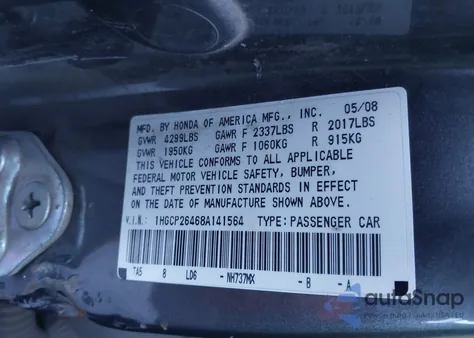 MFD. BY HONDA OF AMERICA MFG., INC. 05/08
GVWR 4299LBS GAWR F 2337LBS R 2017LBS
GVWR 1950KG GAWR F 1060KG R 915KG
THIS VEHICLE CONFORMS TO ALL APPLICABLE
FEDERAL MOTOR VEHICLE SAFETY, BUMPER,
AND THEFT PREVENTION STANDARDS IN EFFECT
ON THE DATE OF MANUFACTURE SHOWN ABOVE.
V.I.N.: 1HGCP26468A141564 TYPE: PASSENGER CAR
TA5 8 LD6 -NH737MX -B -A
autoSnap